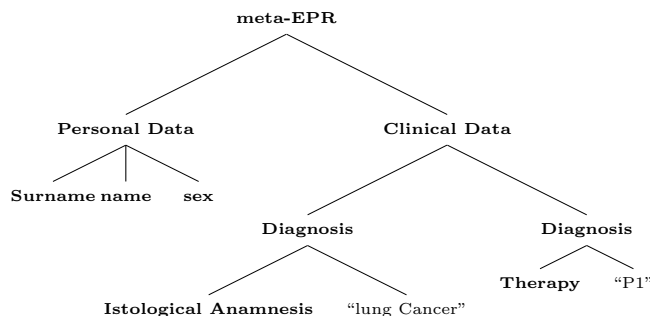 meta-EPR
Personal Data Clinical Data
Surname name sex
Diagnosis Diagnosis
Therapy “P1”
Istological Anamnesis “lung Cancer”